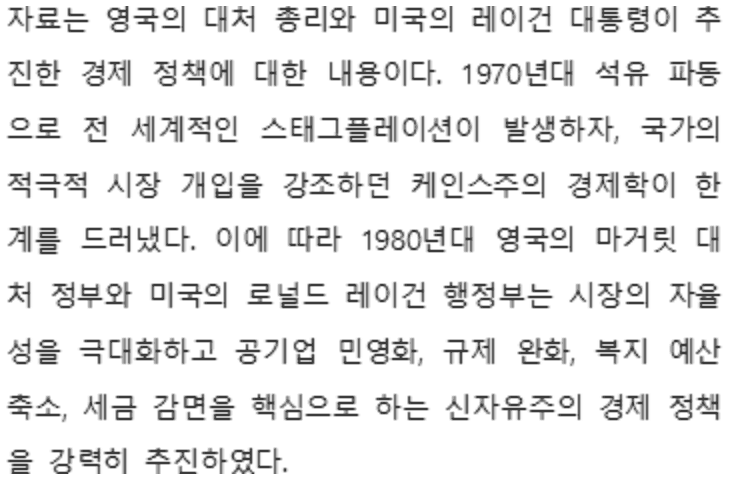 자료는 영국의 대처 총리와 미국의 레이건 대통령이 추
진한 경제 정책에 대한 내용이다. 1970년대 석유 파동
으로 전 세계적인 스태그플레이션이 발생하자, 국가의
적극적 시장 개입을 강조하던 케인스주의 경제학이 한
계를 드러냈다. 이에 따라 1980년대 영국의 마거릿 대
처 정부와 미국의 로널드 레이건 행정부는 시장의 자율
성을 극대화하고 공기업 민영화, 규제 완화, 복지 예산
축소, 세금 감면을 핵심으로 하는 신자유주의 경제 정책
을 강력히 추진하였다.